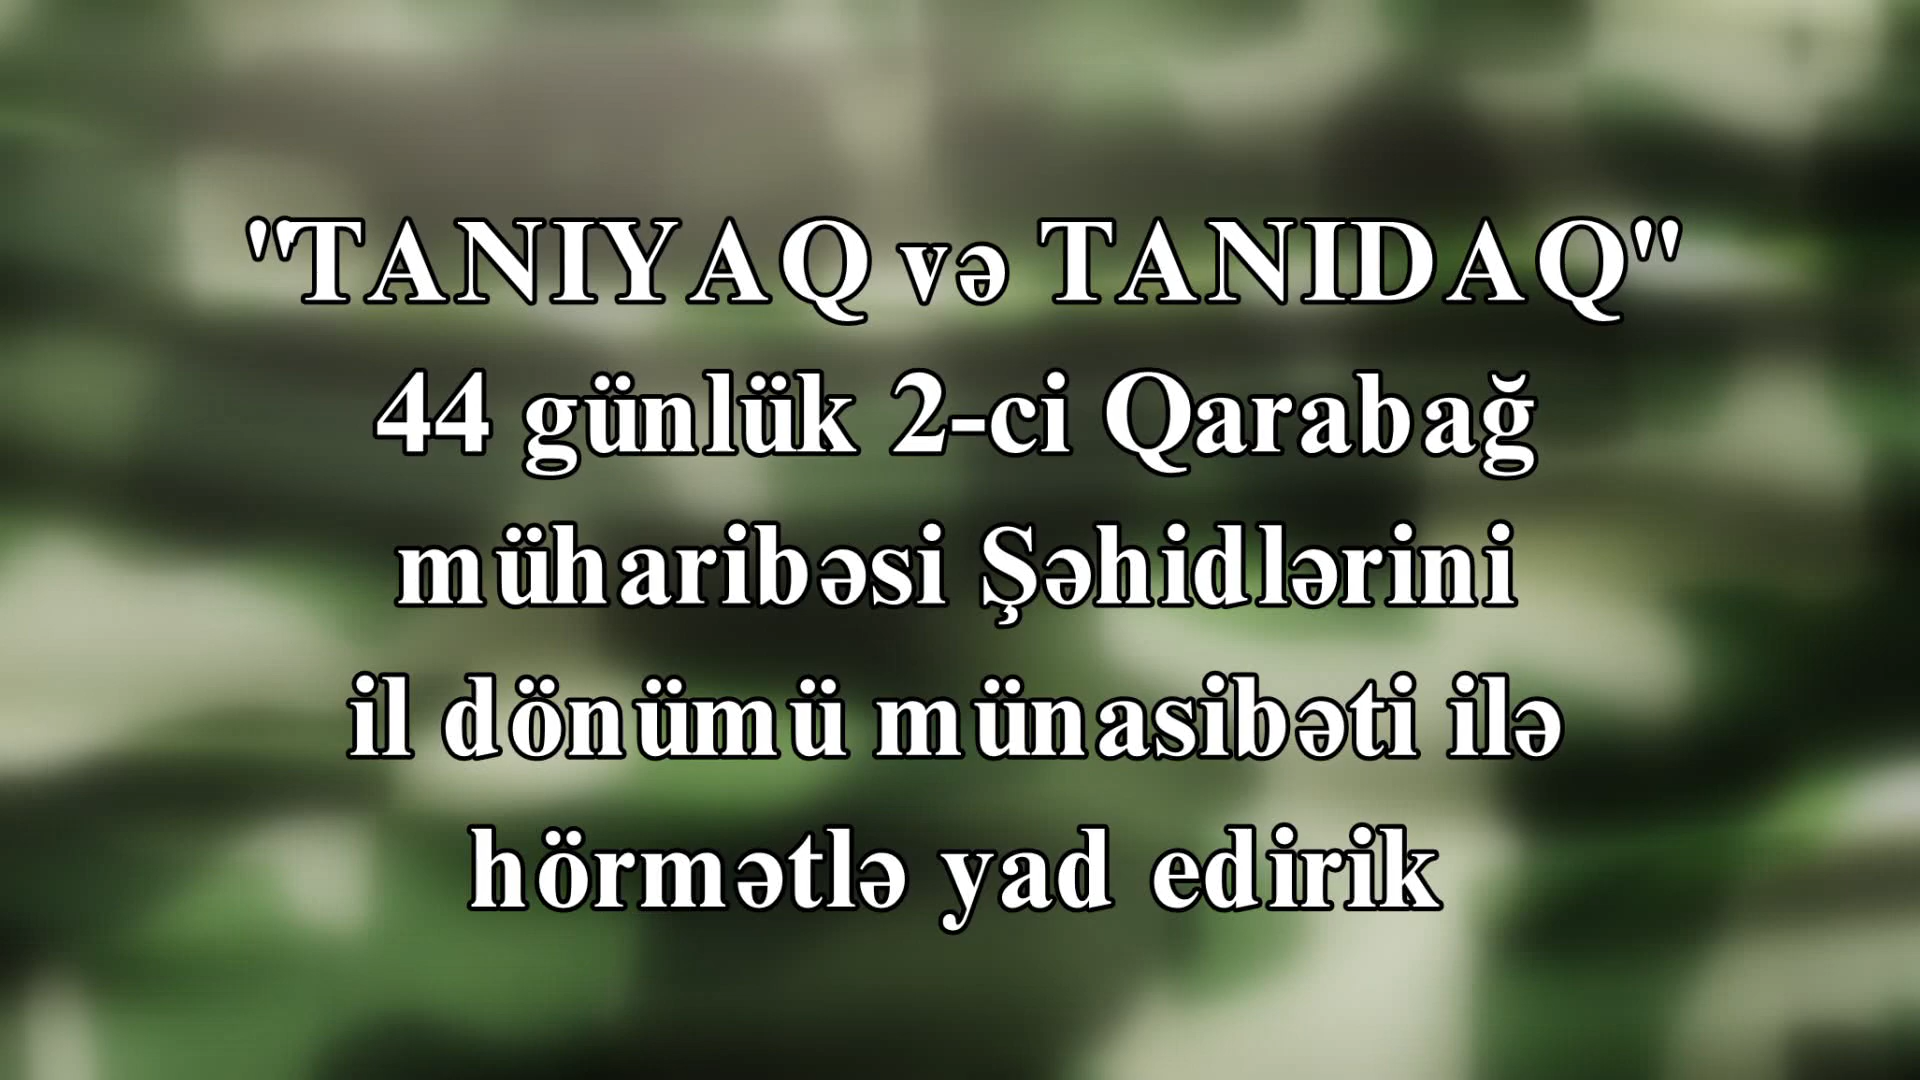 "TANIYAQ və TANIDAQ"
44 günlük 2-ci Qarabağ
müharibəsi Şəhidlərini
il dönümü münasibəti ilə
hörmətlə yad edirik